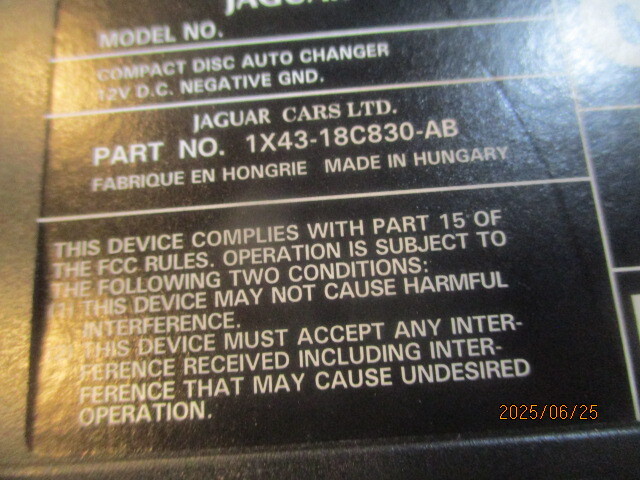 JAGUAR
MODEL NO.
COMPACT DISC AUTO CHANGER
12V D.C. NEGATIVE GND.
JAGUAR CARS LTD.
PART NO. 1X43-18C830-AB
FABRIQUE EN HONGRIE MADE IN HUNGARY
THIS DEVICE COMPLIES WITH PART 15 OF
THE FCC RULES. OPERATION IS SUBJECT TO
THE FOLLOWING TWO CONDITIONS:
(1) THIS DEVICE MAY NOT CAUSE HARMFUL
INTERFERENCE.
THIS DEVICE MUST ACCEPT ANY INTER-
FERENCE RECEIVED INCLUDING INTER-
FERENCE THAT MAY CAUSE UNDESIRED
OPERATION.
2025/06/25